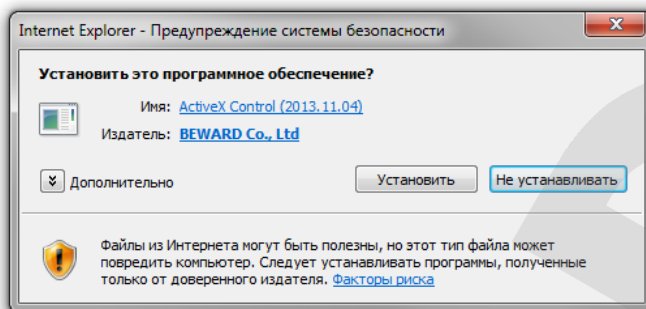 Internet Explorer - Предупреждение системы безопасности
Установить это программное обеспечение?
Имя: ActiveX Control (2013.11.04)
Издатель: BEWARD Co., Ltd
Дополнительно
Установить
Не устанавливать
Файлы из Интернета могут быть полезны, но этот тип файла может
повредить компьютер. Следует устанавливать программы, полученные
только от доверенного издателя. Факторы риска